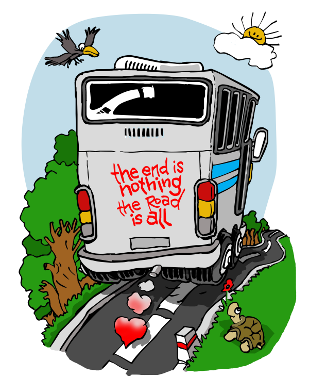 the end is
nothing
the Road
is all